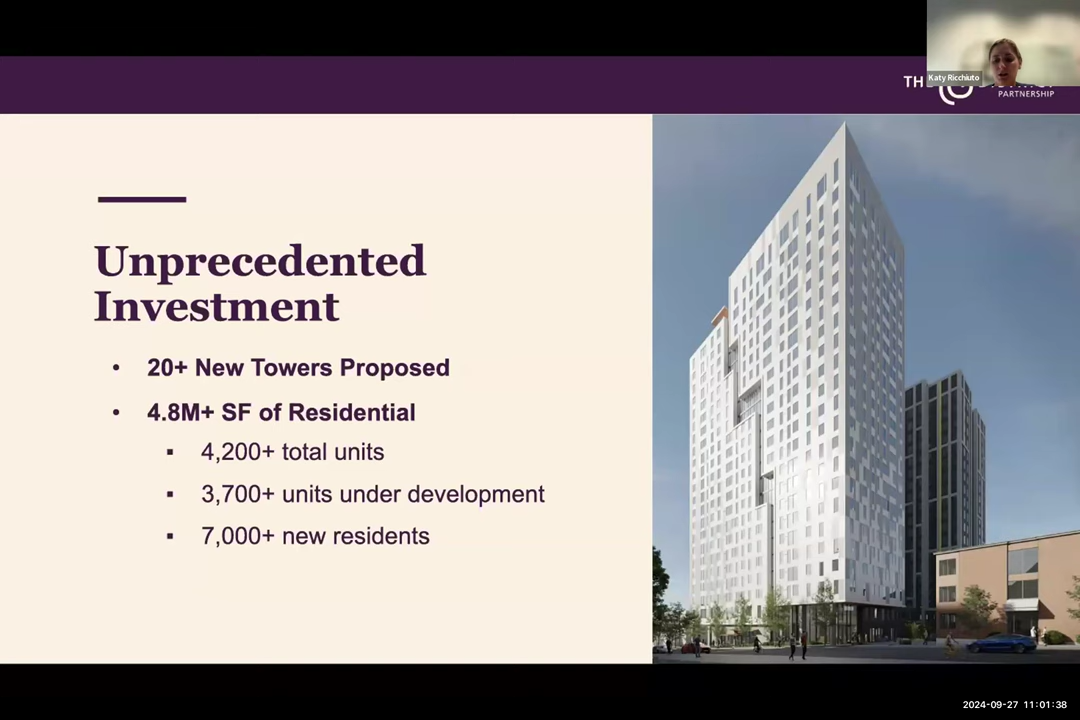 Katy Ricchiuto
TH
PARTNERSHIP
Unprecedented
Investment
• 20+ New Towers Proposed
• 4.8M+ SF of Residential
▪ 4,200+ total units
▪ 3,700+ units under development
▪ 7,000+ new residents
2024-09-27 11:01:38